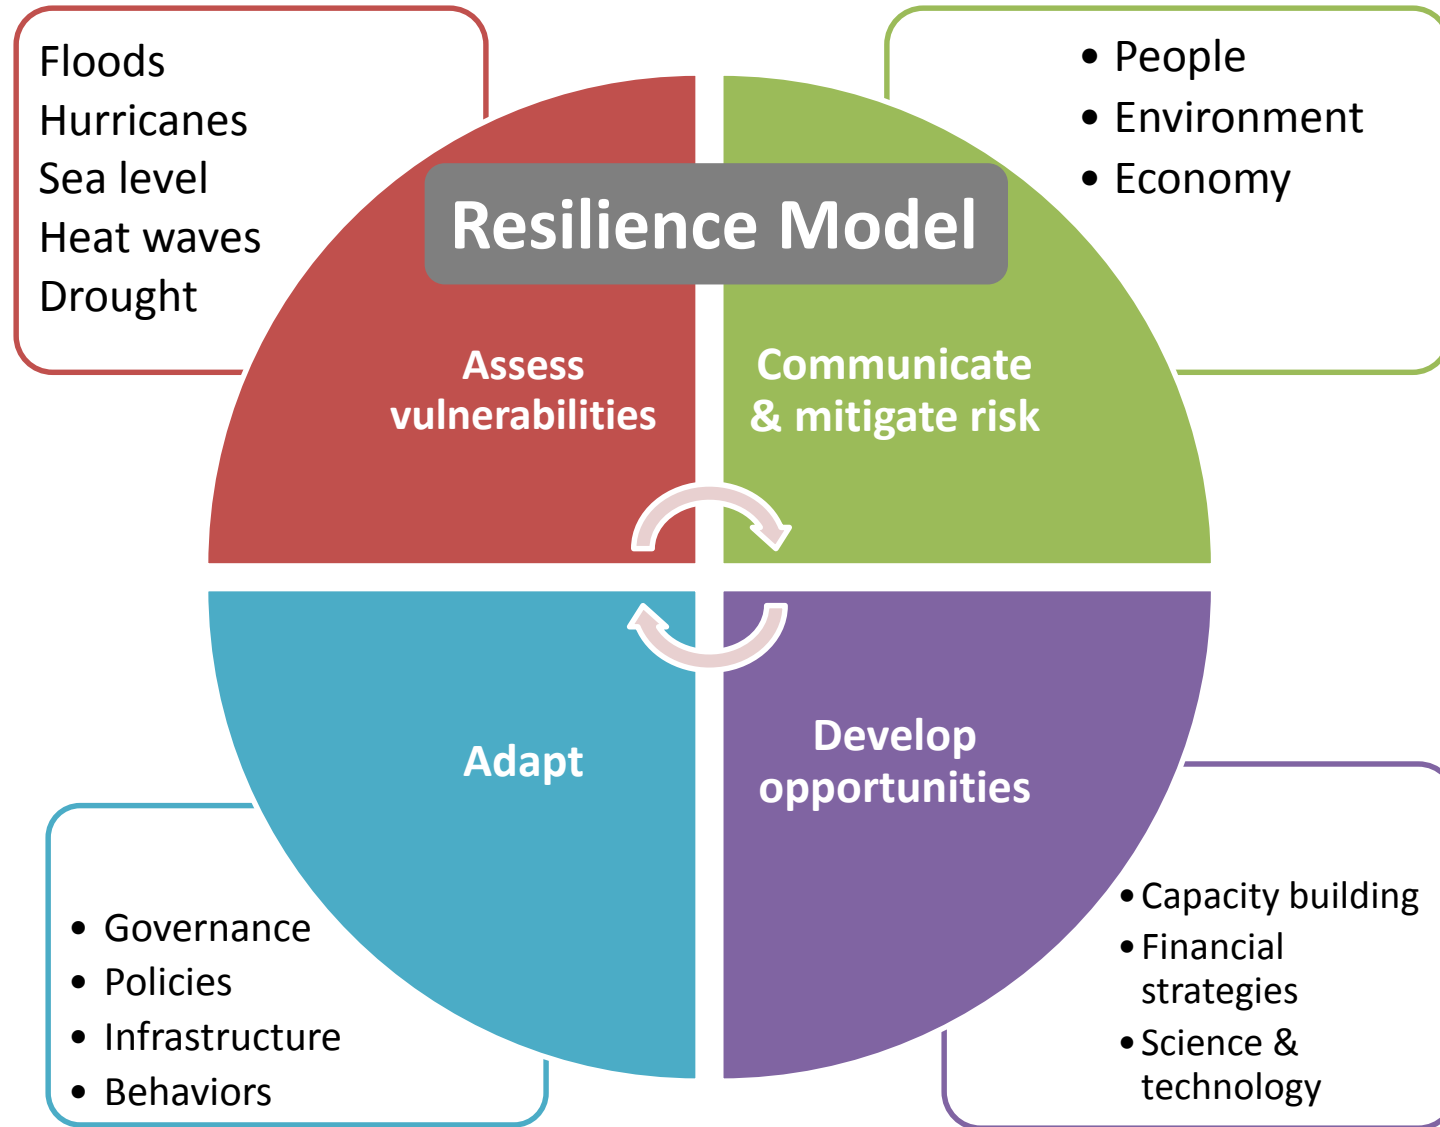 Floods
Hurricanes
Sea level
Heat waves
Drought
• People
• Environment
• Economy
Resilience Model
Assess
vulnerabilities
Communicate
& mitigate risk
Adapt
Develop
opportunities
• Governance
• Policies
• Infrastructure
• Behaviors
• Capacity building
• Financial
strategies
• Science &
technology